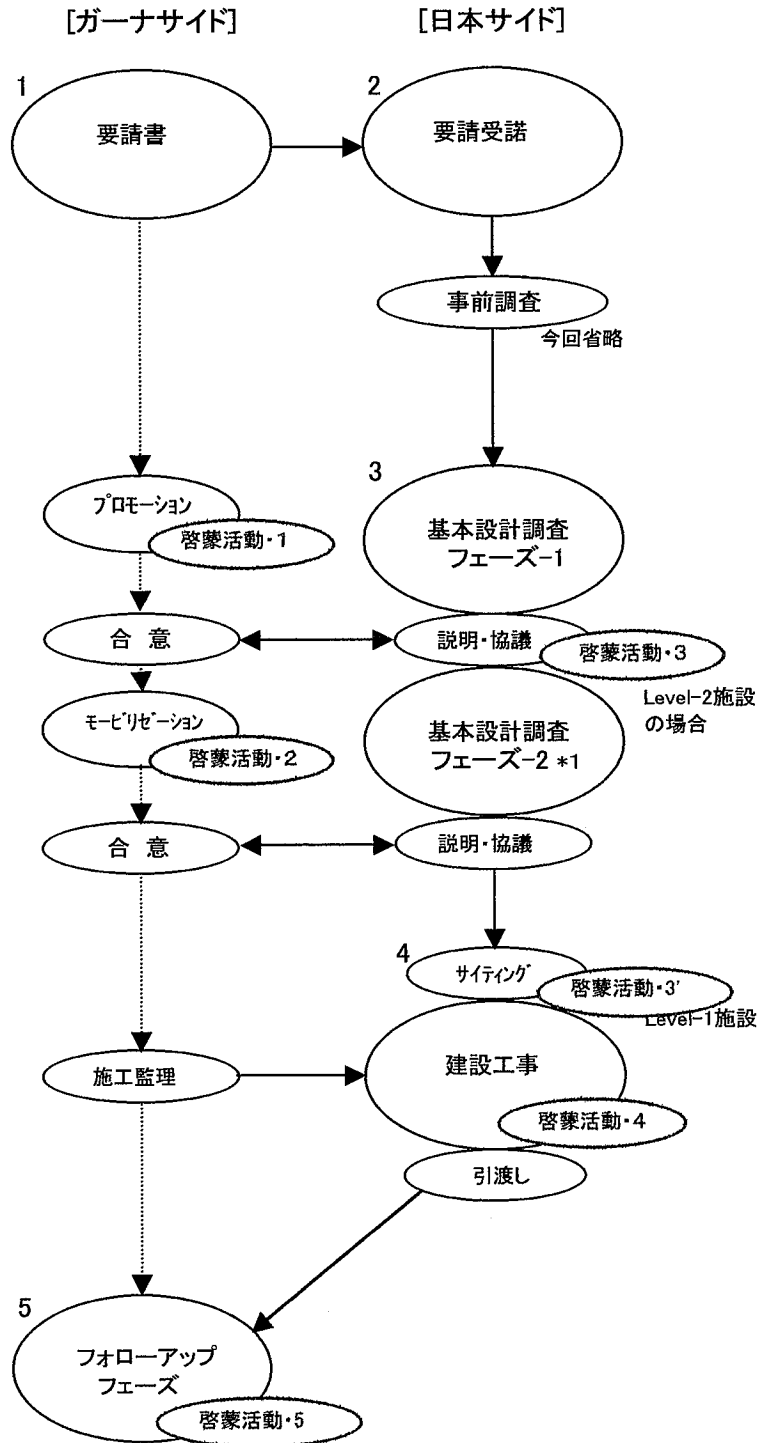 [ガーナサイド]
[日本サイド]
1
要請書
2
要請受諾
事前調査
今回省略
プロモーション
啓蒙活動・1
3
基本設計調査
フェーズ-1
合 意
説明・協議
啓蒙活動・3
Level-2施設
の場合
モービリゼーション
啓蒙活動・2
基本設計調査
フェーズ-2 *1
合 意
説明・協議
4
サイティング
啓蒙活動・3'
Level-1施設
施工監理
建設工事
啓蒙活動・4
引渡し
5
フォローアップ
フェーズ
啓蒙活動・5